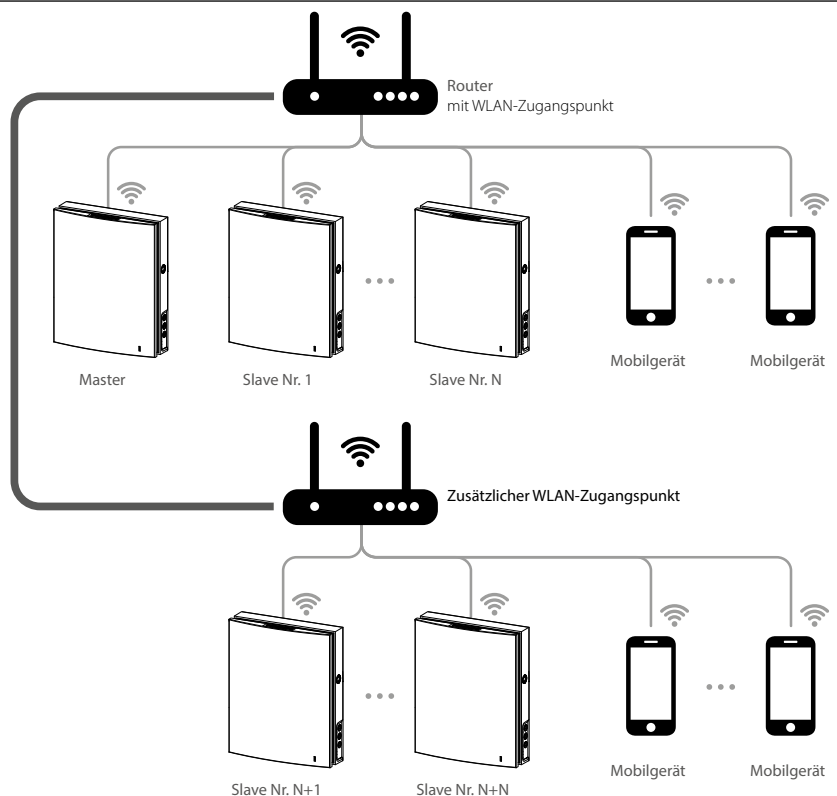 Router
mit WLAN-Zugangspunkt
Master
Slave Nr. 1
Slave Nr. N
Mobilgerät
Mobilgerät
Zusätzlicher WLAN-Zugangspunkt
Slave Nr. N+1
Slave Nr. N+N
Mobilgerät
Mobilgerät